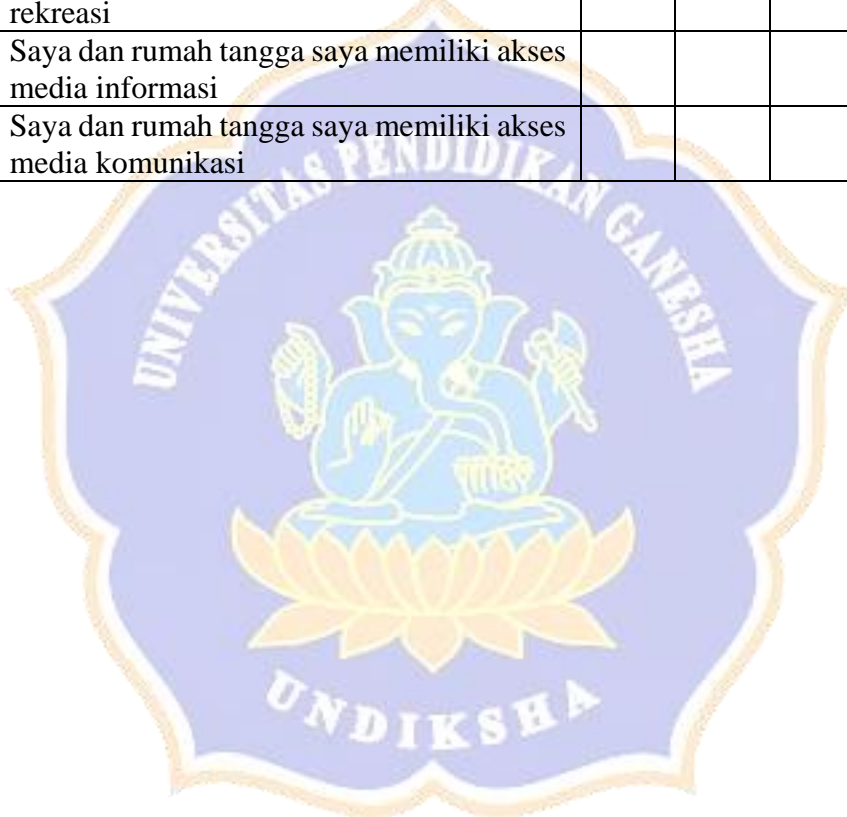 rekreasi
Saya dan rumah tangga saya memiliki akses
media informasi
Saya dan rumah tangga saya memiliki akses
media komunikasi
UNIVERSITAS PENDIDIKAN GANESHA
UNDIKSHA